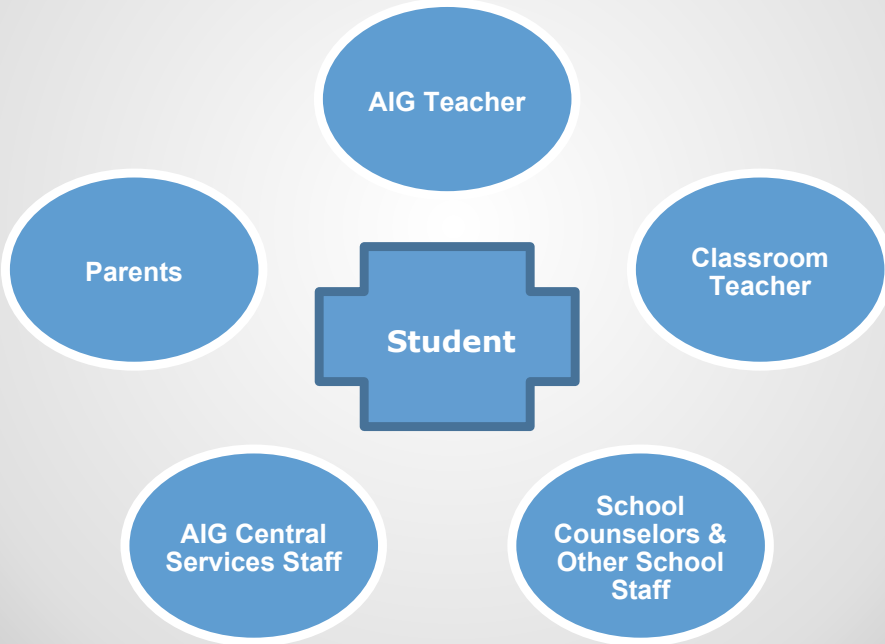 AIG Teacher
Parents
Classroom
Teacher
Student
AIG Central
Services Staff
School
Counselors &
Other School
Staff